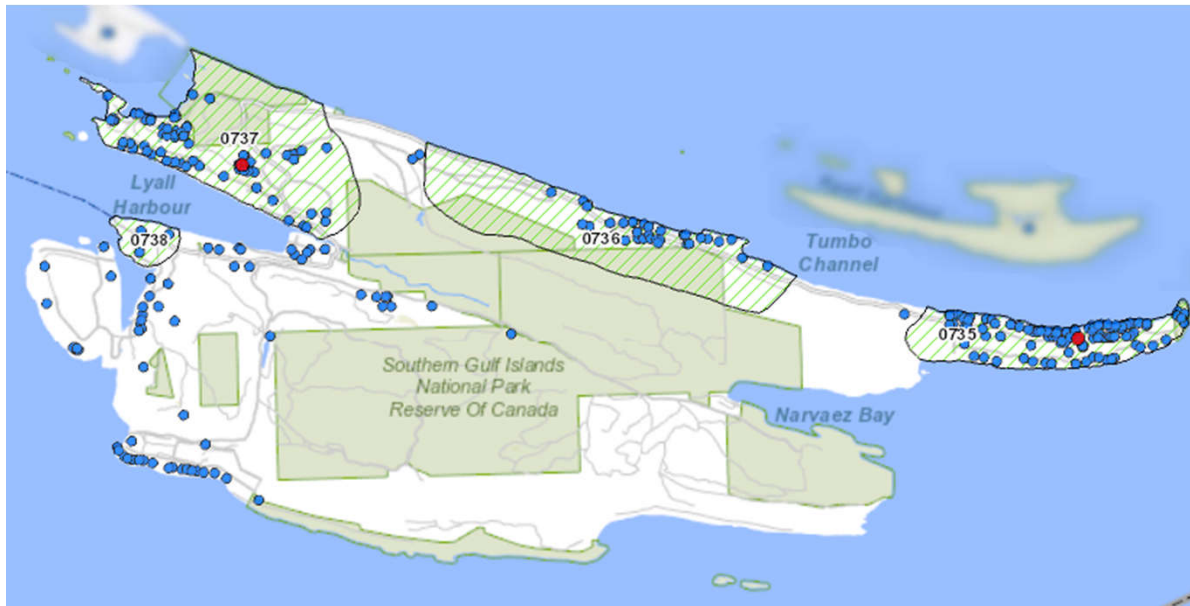 0737
Lyall
Harbour
0738
0736
Tumbo
Channel
0735
Southern Gulf Islands
National Park
Reserve Of Canada
Narvaez Bay